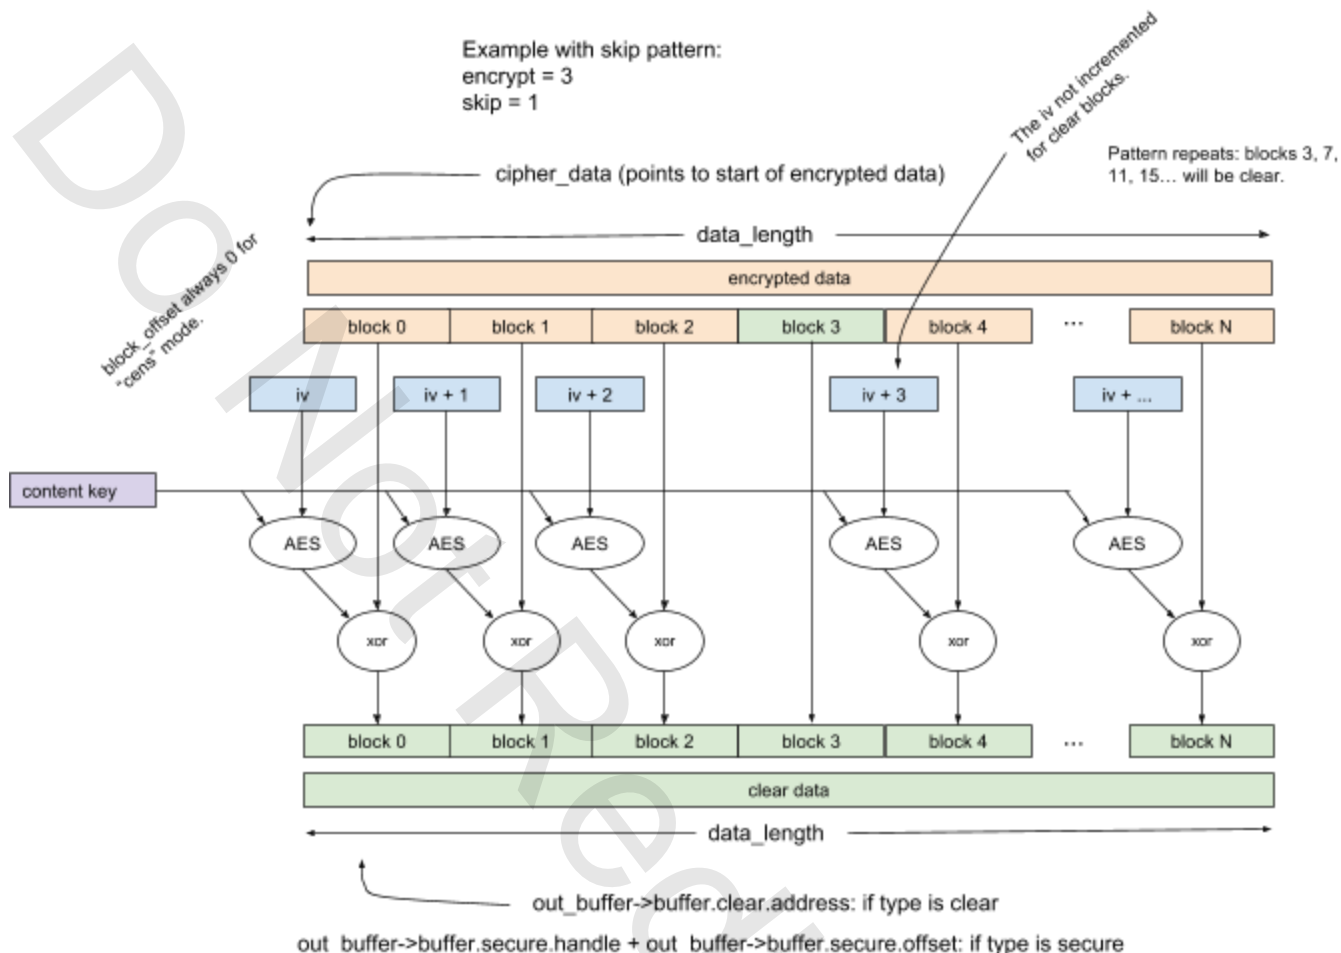 Example with skip pattern:
encrypt = 3
skip = 1
The iv not incremented
for clear blocks.
Pattern repeats: blocks 3, 7,
11, 15... will be clear.
cipher_data (points to start of encrypted data)
block_offset always 0 for
"cens" mode.
data_length
encrypted data
block 0 block 1 block 2 block 3 block 4 ... block N
iv iv + 1 iv + 2 iv + 3 iv + ...
content key
AES AES AES AES AES
xor xor xor xor xor
block 0 block 1 block 2 block 3 block 4 ... block N
clear data
data_length
out_buffer->buffer.clear.address: if type is clear
out_buffer->buffer.secure.handle + out_buffer->buffer.secure.offset: if type is secure
Do Not Red